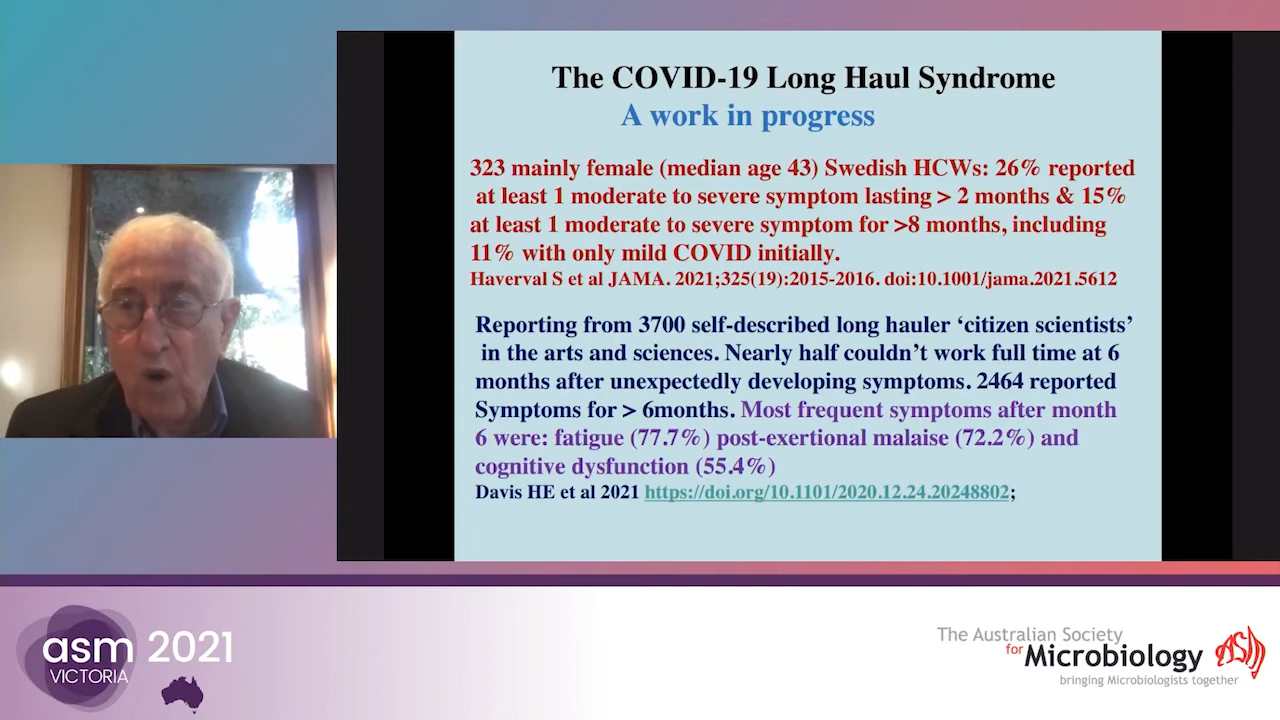 The COVID-19 Long Haul Syndrome
A work in progress
323 mainly female (median age 43) Swedish HCWs: 26% reported
at least 1 moderate to severe symptom lasting > 2 months & 15%
at least 1 moderate to severe symptom for >8 months, including
11% with only mild COVID initially.
Haverval S et al JAMA. 2021;325(19):2015-2016. doi:10.1001/jama.2021.5612
Reporting from 3700 self-described long hauler ‘citizen scientists’
in the arts and sciences. Nearly half couldn’t work full time at 6
months after unexpectedly developing symptoms. 2464 reported
Symptoms for > 6months. Most frequent symptoms after month
6 were: fatigue (77.7%) post-exertional malaise (72.2%) and
cognitive dysfunction (55.4%)
Davis HE et al 2021 https://doi.org/10.1101/2020.12.24.20248802;
asm 2021
VICTORIA
The Australian Society
for Microbiology
bringing Microbiologists together
ASM